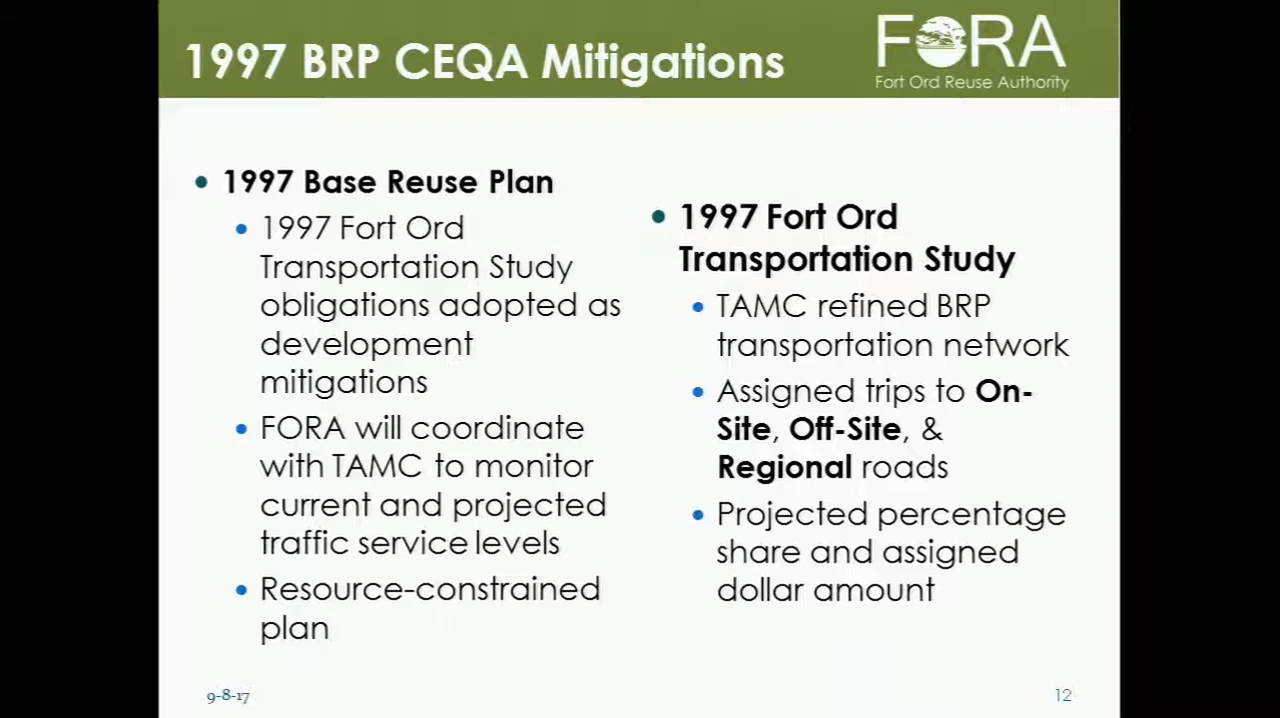 1997 BRP CEQA Mitigations
FORA
Fort Ord Reuse Authority
• 1997 Base Reuse Plan
• 1997 Fort Ord
Transportation Study
obligations adopted as
development
mitigations
• FORA will coordinate
with TAMC to monitor
current and projected
traffic service levels
• Resource-constrained
plan
• 1997 Fort Ord
Transportation Study
• TAMC refined BRP
transportation network
• Assigned trips to On-
Site, Off-Site, &
Regional roads
• Projected percentage
share and assigned
dollar amount
9-8-17
12